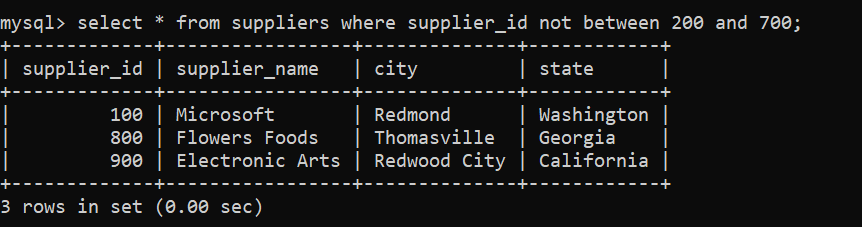 mysql> select * from suppliers where supplier_id not between 200 and 700;
+-------------+-----------------+--------------+------------+
| supplier_id | supplier_name   | city         | state      |
+-------------+-----------------+--------------+------------+
|         100 | Microsoft       | Redmond      | Washington |
|         800 | Flowers Foods   | Thomasville  | Georgia    |
|         900 | Electronic Arts | Redwood City | California |
+-------------+-----------------+--------------+------------+
3 rows in set (0.00 sec)